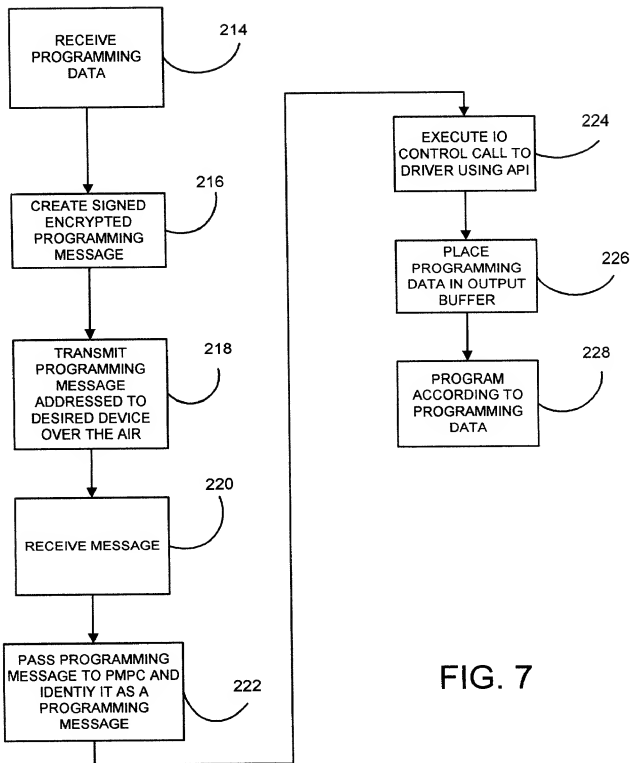 RECEIVE
PROGRAMMING
DATA
214
CREATE SIGNED
ENCRYPTED
PROGRAMMING
MESSAGE
216
TRANSMIT
PROGRAMMING
MESSAGE
ADDRESSED TO
DESIRED DEVICE
OVER THE AIR
218
RECEIVE MESSAGE
220
PASS PROGRAMMING
MESSAGE TO PMPC AND
IDENTIY IT AS A
PROGRAMMING
MESSAGE
222
EXECUTE IO
CONTROL CALL TO
DRIVER USING API
224
PLACE
PROGRAMMING
DATA IN OUTPUT
BUFFER
226
PROGRAM
ACCORDING TO
PROGRAMMING
DATA
228
FIG. 7